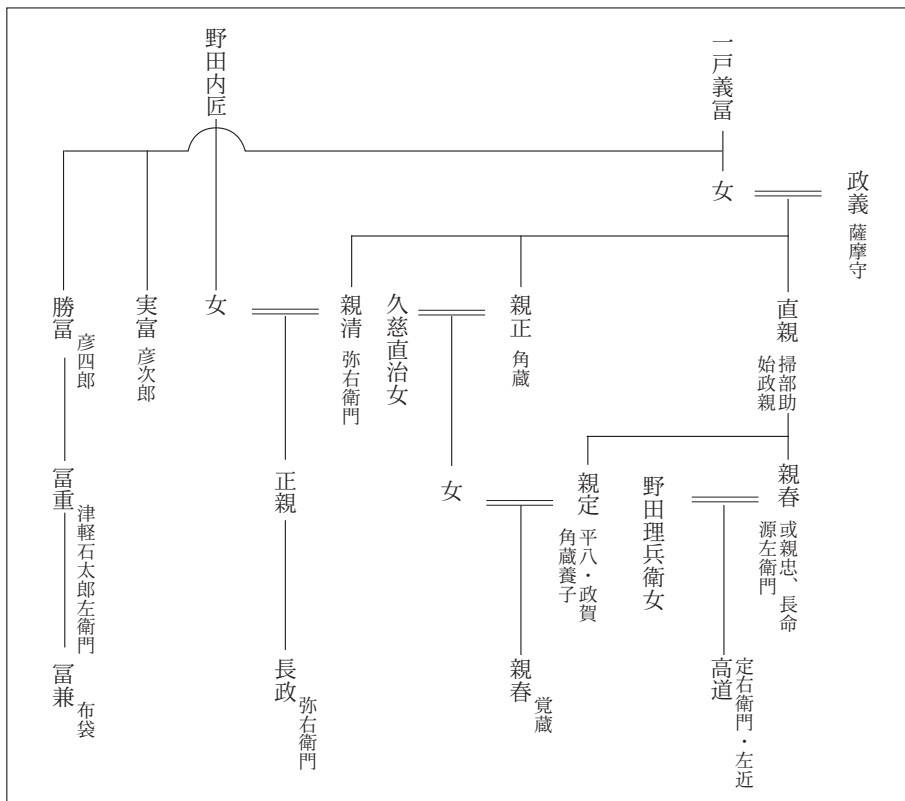 政義 薩摩守
一戸義冨
女
野田内匠
直親 掃部助
始政親
親正 角蔵
久慈直治女
親清 弥右衛門
女
実富 彦次郎
勝冨 彦四郎
親春 或親忠、長命
源左衛門
野田理兵衛女
親定 平八・政賀
角蔵養子
女
正親
冨重 津軽石太郎左衛門
高道 定右衛門・左近
親春 覚蔵
長政 弥右衛門
冨兼 布袋